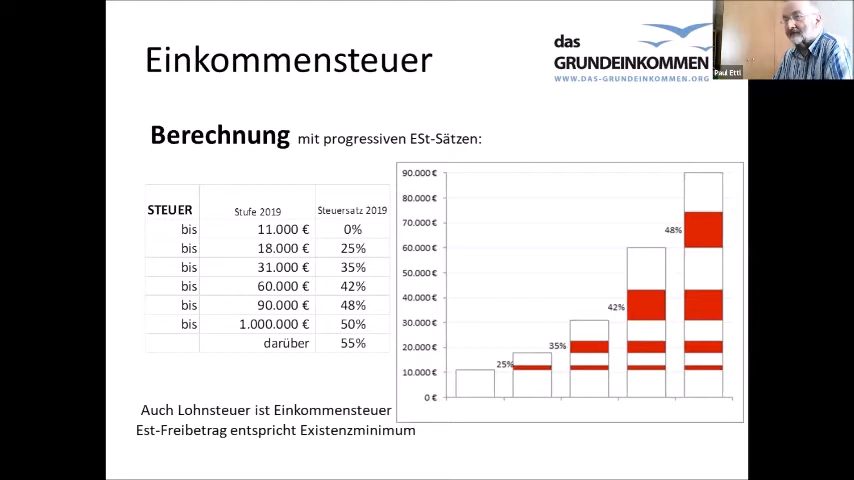 Einkommensteuer
das
GRUNDEINKOMMEN
WWW.DAS-GRUNDEINKOMMEN.ORG
Paul Ettl
Berechnung mit progressiven ESt-Sätzen:
STEUER Stufe 2019 Steuersatz 2019
bis 11.000 € 0%
bis 18.000 € 25%
bis 31.000 € 35%
bis 60.000 € 42%
bis 90.000 € 48%
bis 1.000.000 € 50%
darüber 55%
90.000 €
80.000 €
70.000 €
60.000 €
50.000 €
40.000 €
30.000 €
20.000 €
10.000 €
0 €
25%
35%
42%
48%
Auch Lohnsteuer ist Einkommensteuer
Est-Freibetrag entspricht Existenzminimum